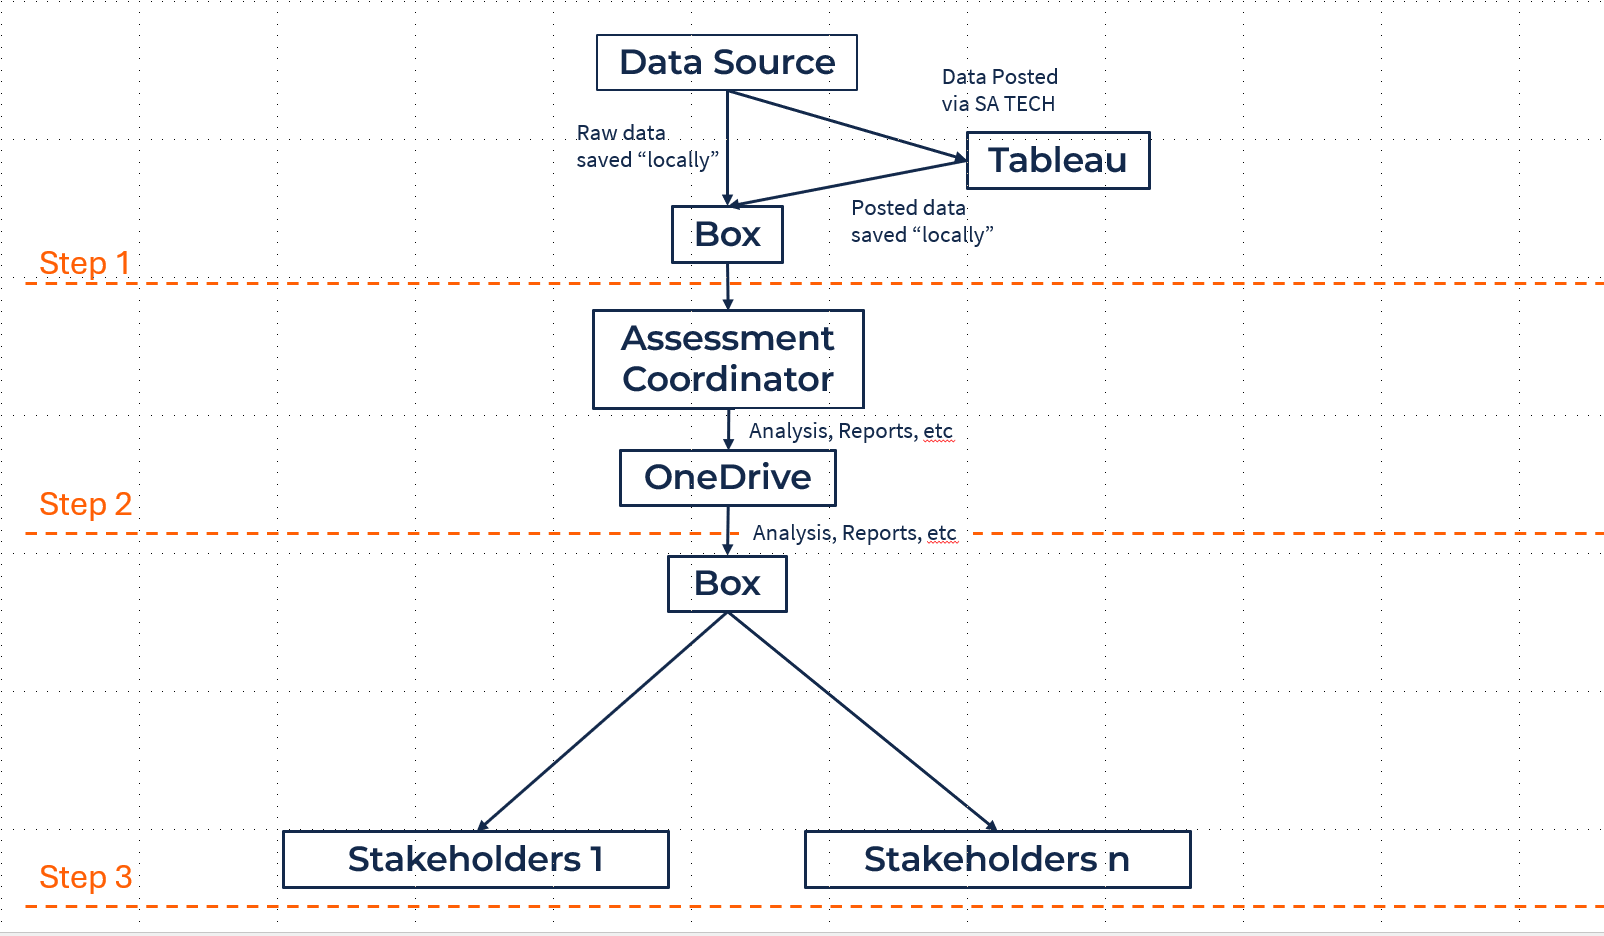 Data Source
Data Posted
via SA TECH
Raw data
saved “locally”
Tableau
Posted data
saved “locally”
Box
Step 1
Assessment
Coordinator
Analysis, Reports, etc
OneDrive
Step 2
Analysis, Reports, etc
Box
Stakeholders 1
Stakeholders n
Step 3